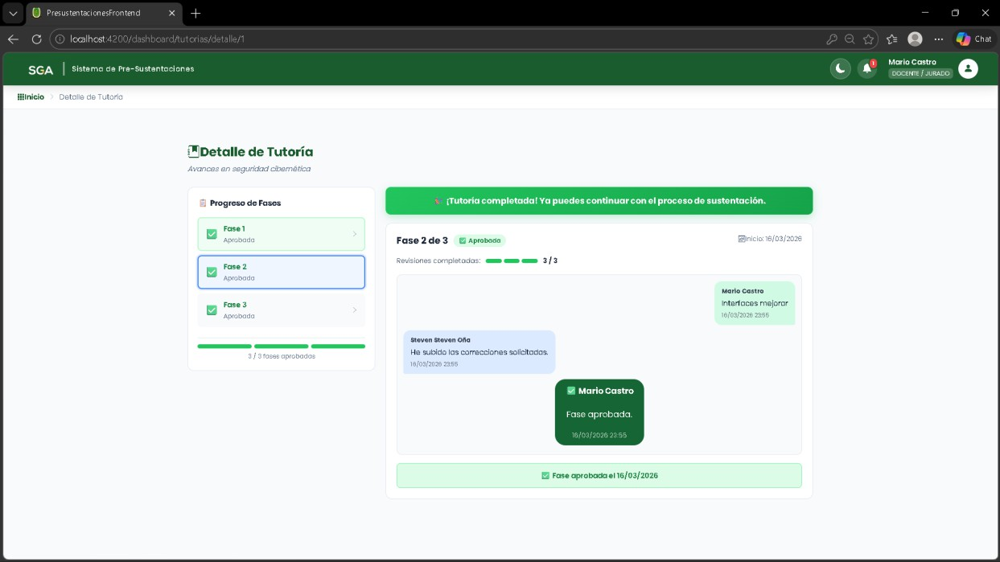 PresustentacionesFrontend
localhost:4200/dashboard/tutorias/detalle/1
Chat
SGA
Sistema de Pre-Sustentaciones
1
Mario Castro
DOCENTE / JURADO
Inicio
Detalle de Tutoría
Detalle de Tutoría
Avances en seguridad cibernética
Progreso de Fases
Fase 1
Aprobada
Fase 2
Aprobada
Fase 3
Aprobada
3 / 3 fases aprobadas
¡Tutoría completada! Ya puedes continuar con el proceso de sustentación.
Fase 2 de 3
Aprobada
Inicio: 16/03/2026
Revisiones completadas:
3 / 3
Mario Castro
Interfaces mejorar
16/03/2026 23:55
Steven Steven Oña
He subido las correcciones solicitadas.
16/03/2026 23:55
Mario Castro
Fase aprobada.
16/03/2026 23:55
Fase aprobada el 16/03/2026